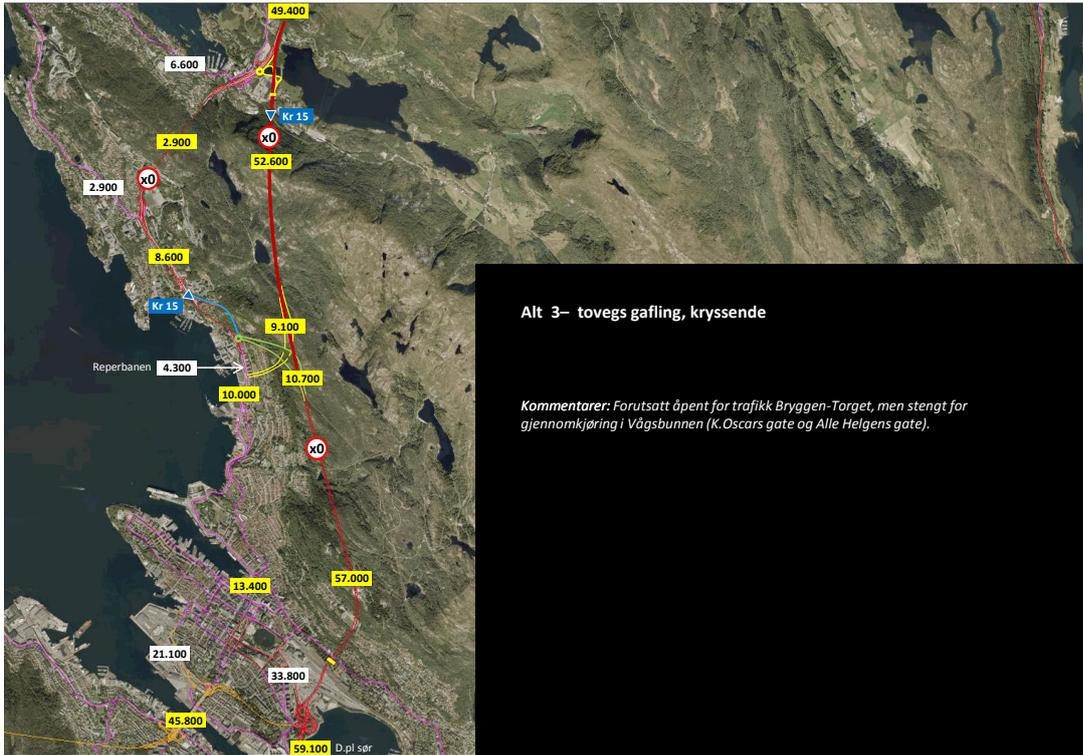 49.400
6.600
Kr 15
x0
2.900
52.600
x0
2.900
8.600
Kr 15
Alt 3– tovegs gafling, kryssende
9.100
Reperbanen 4.300
10.700
10.000
Kommentarer: Forutsatt åpent for trafikk Bryggen-Torget, men stengt for
gjennomkjøring i Vågsbunnen (K.Oscars gate og Alle Helgens gate).
x0
57.000
13.400
21.100
33.800
45.800
59.100 D.pl sør